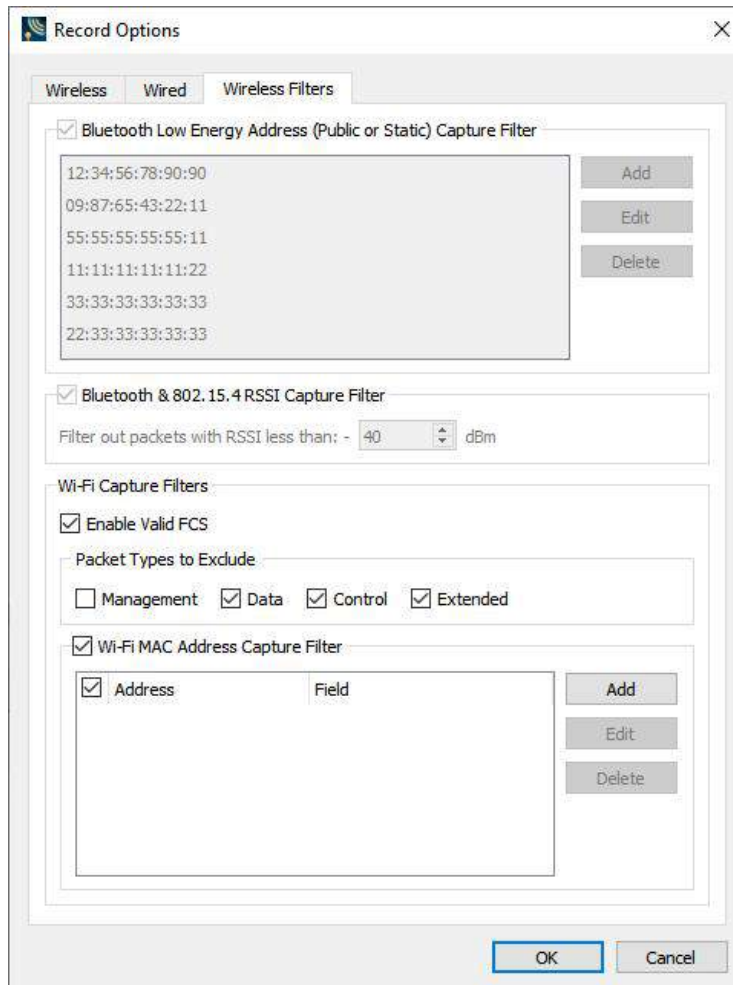 Record Options
Wireless Wired Wireless Filters
Bluetooth Low Energy Address (Public or Static) Capture Filter
12:34:56:78:90:90
09:87:65:43:22:11
55:55:55:55:55:11
11:11:11:11:11:22
33:33:33:33:33:33
22:33:33:33:33:33
Add
Edit
Delete
Bluetooth & 802.15.4 RSSI Capture Filter
Filter out packets with RSSI less than: - 40 dBm
Wi-Fi Capture Filters
Enable Valid FCS
Packet Types to Exclude
Management Data Control Extended
Wi-Fi MAC Address Capture Filter
Address Field
Add
Edit
Delete
OK Cancel